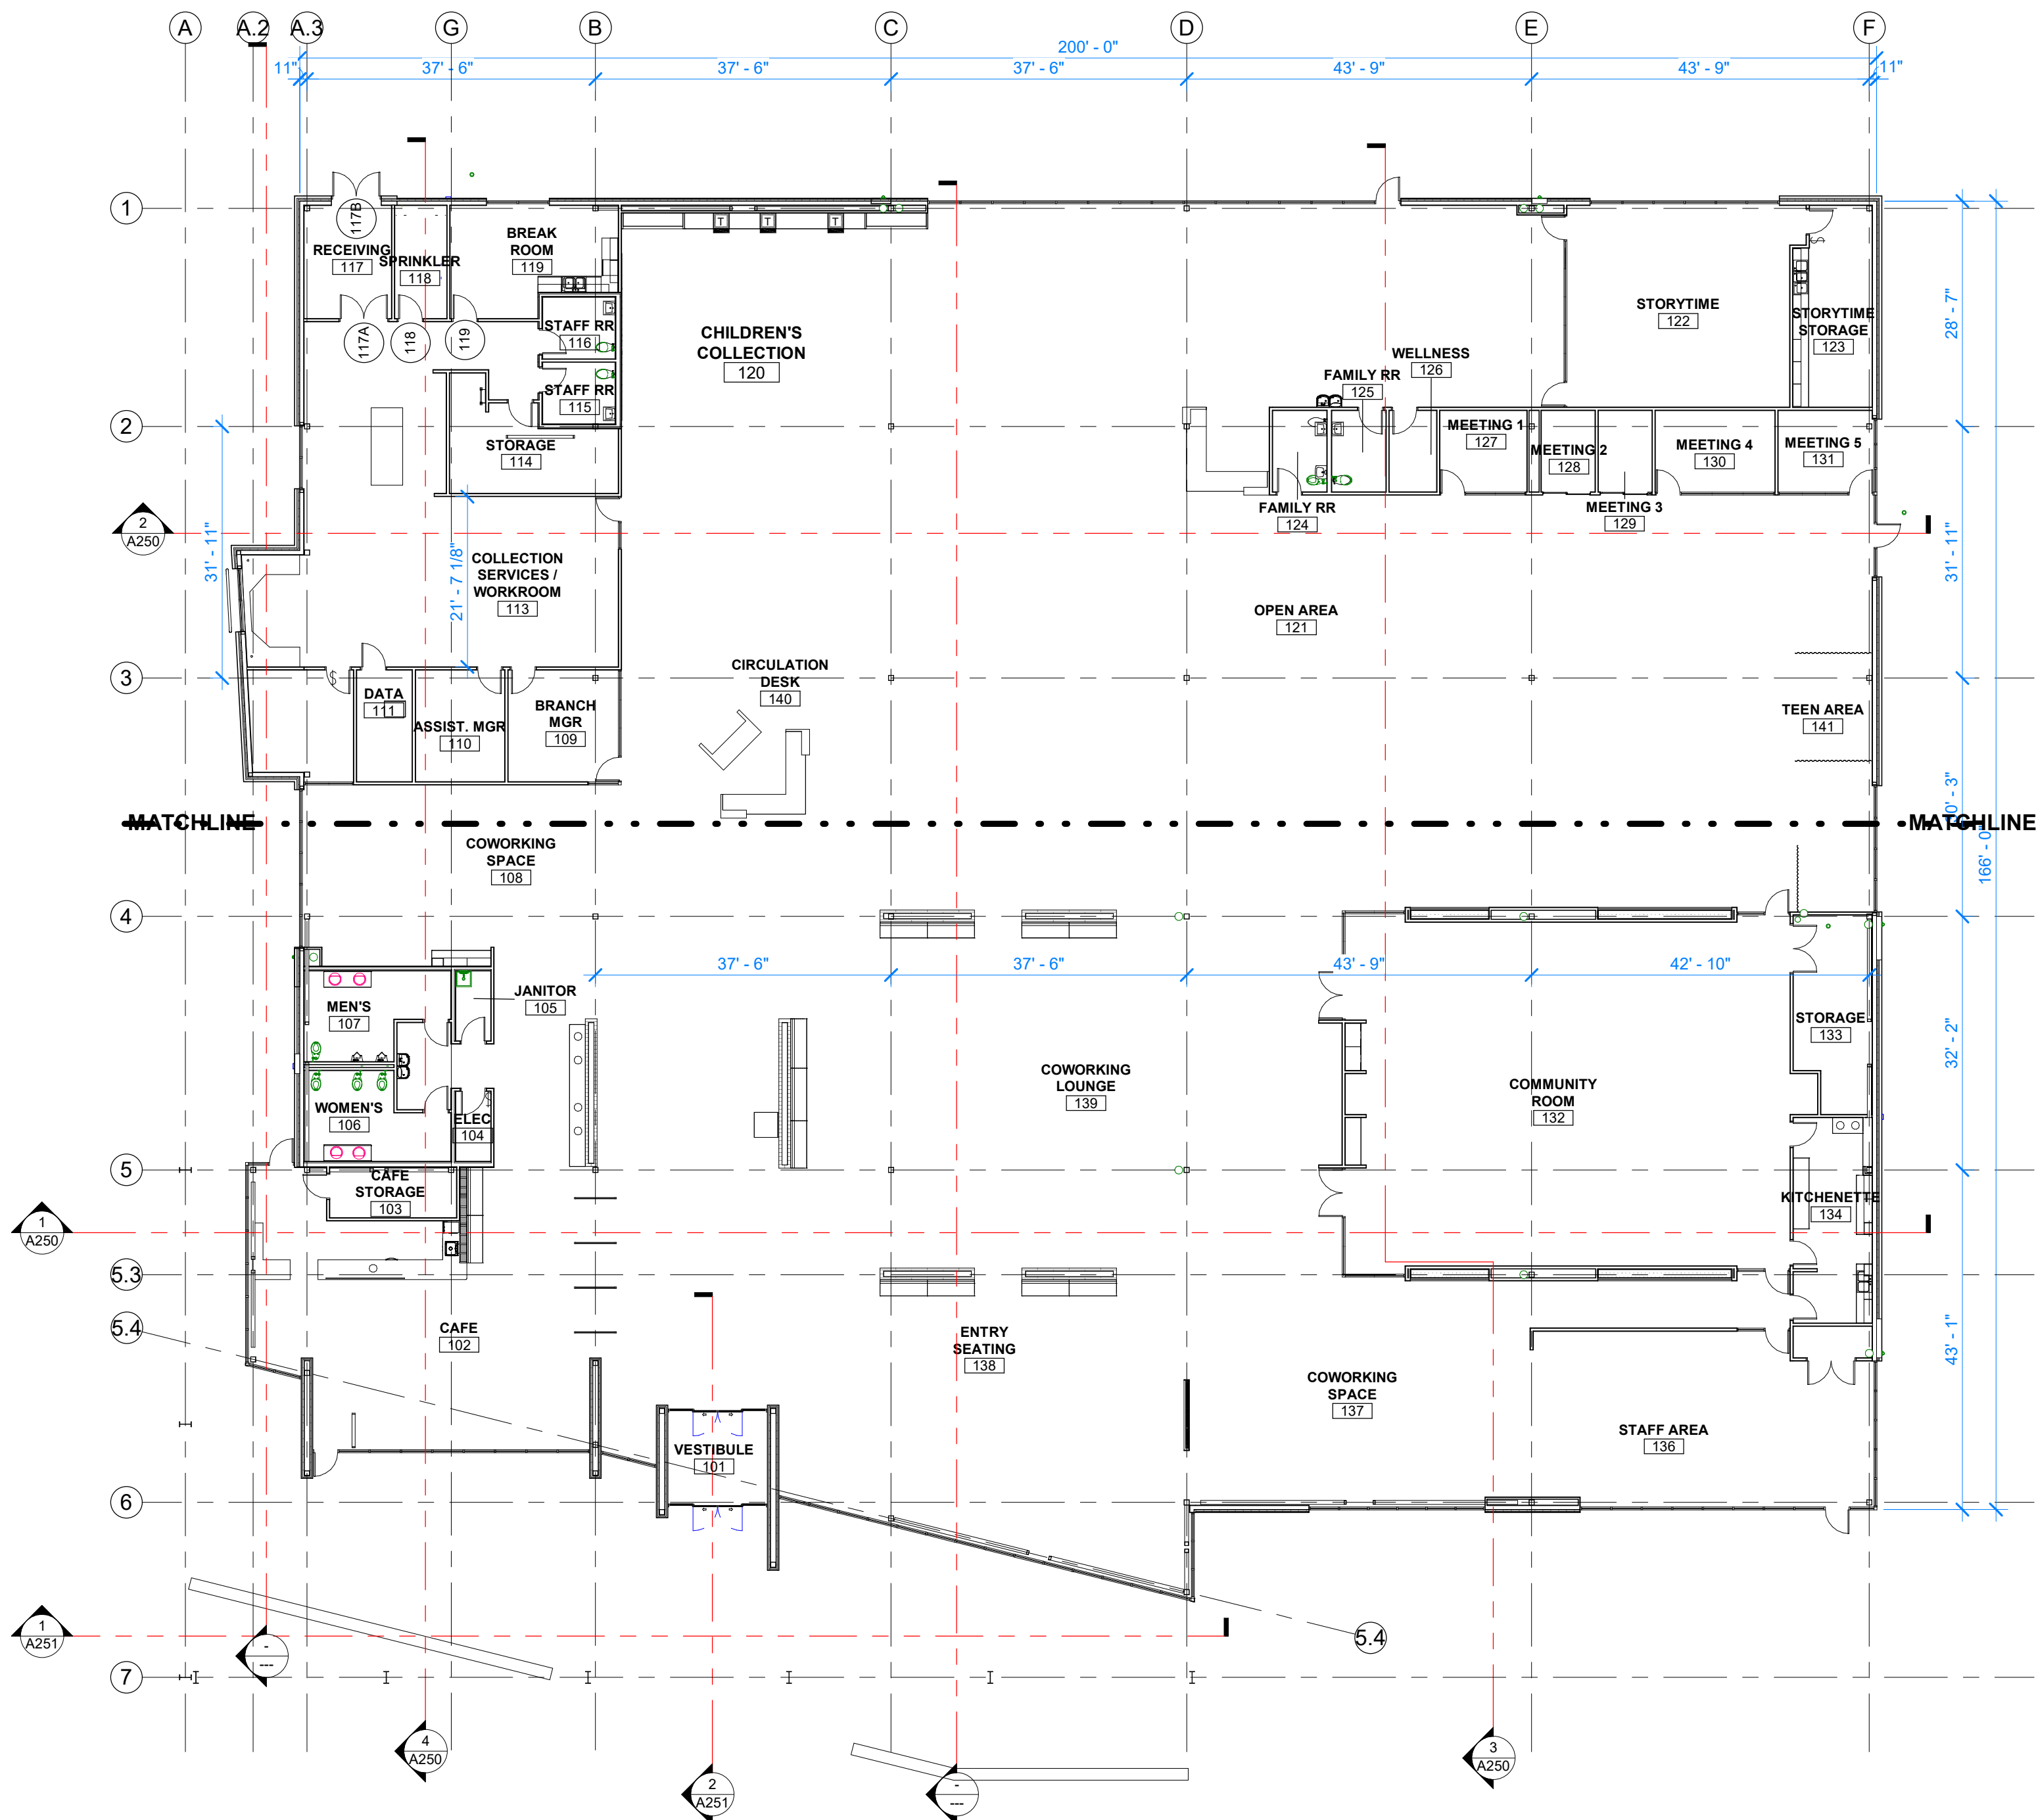 A
A.2
A.3
G
B
C
D
E
F
200' - 0"
11"
37' - 6"
37' - 6"
37' - 6"
43' - 9"
43' - 9"
11"
1
117B
RECEIVING
117
SPRINKLER
118
BREAK
ROOM
119
T
T
T
117A
118
119
STAFF RR
116
STAFF RR
115
CHILDREN'S
COLLECTION
120
STORYTIME
122
STORYTIME
STORAGE
123
28' - 7"
WELLNESS
126
FAMILY RR
125
2
STORAGE
114
MEETING 1
127
MEETING 2
128
MEETING 4
130
MEETING 5
131
FAMILY RR
124
MEETING 3
129
2
A250
31' - 11"
21' - 7 1/8"
COLLECTION
SERVICES /
WORKROOM
113
OPEN AREA
121
31' - 11"
3
CIRCULATION
DESK
140
DATA
111
ASSIST. MGR
110
BRANCH
MGR
109
TEEN AREA
141
MATCHLINE
MATCHLINE
0' - 3"
166' - 0"
COWORKING
SPACE
108
4
37' - 6"
37' - 6"
43' - 9"
42' - 10"
MEN'S
107
JANITOR
105
STORAGE
133
32' - 2"
COWORKING
LOUNGE
139
COMMUNITY
ROOM
132
WOMEN'S
106
ELEC
104
5
CAFE
STORAGE
103
KITCHENETTE
134
1
A250
5.3
5.4
CAFE
102
ENTRY
SEATING
138
43' - 1"
COWORKING
SPACE
137
STAFF AREA
136
VESTIBULE
101
6
1
A251
-
---
5.4
7
4
A250
2
A251
-
---
3
A250